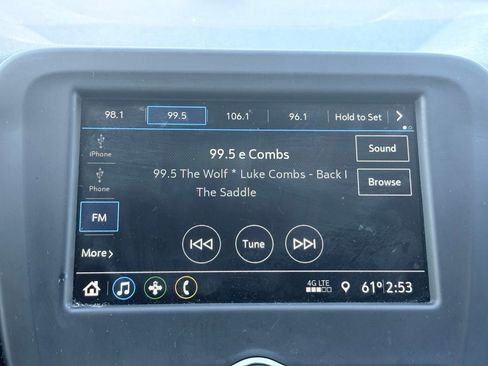 98.1 99.5 106.1 96.1 Hold to Set >
iPhone
Phone
FM
More >
99.5 e Combs
99.5 The Wolf * Luke Combs - Back I
The Saddle
Sound
Browse
Tune
4G LTE 61° 2:53